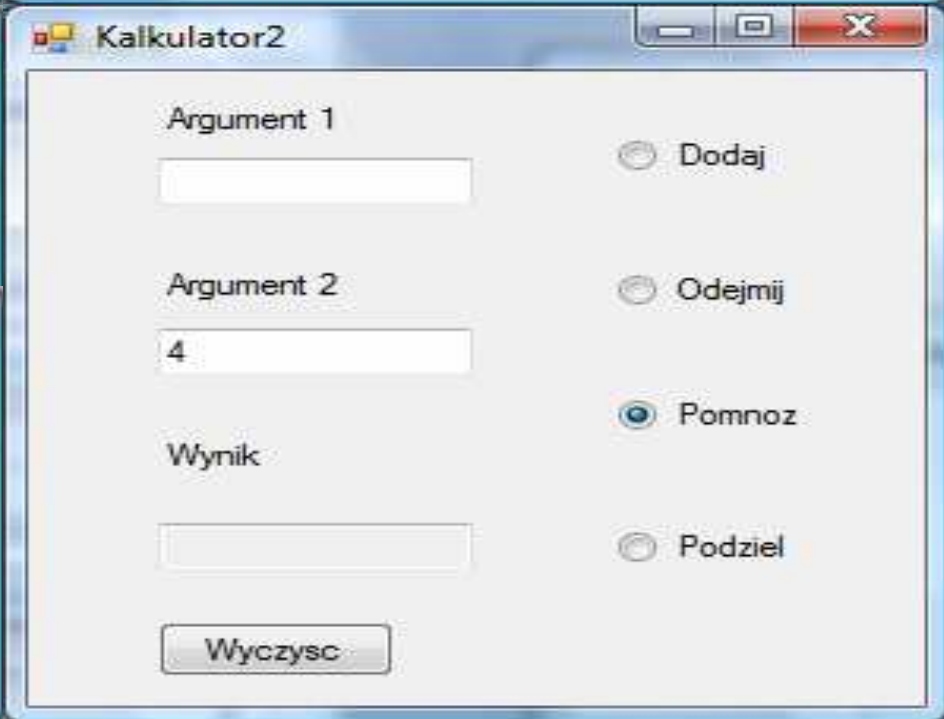 Kalkulator2
Argument 1
Dodaj
Argument 2
Odejmij
4
Pomnoz
Wynik
Podziel
Wyczysc